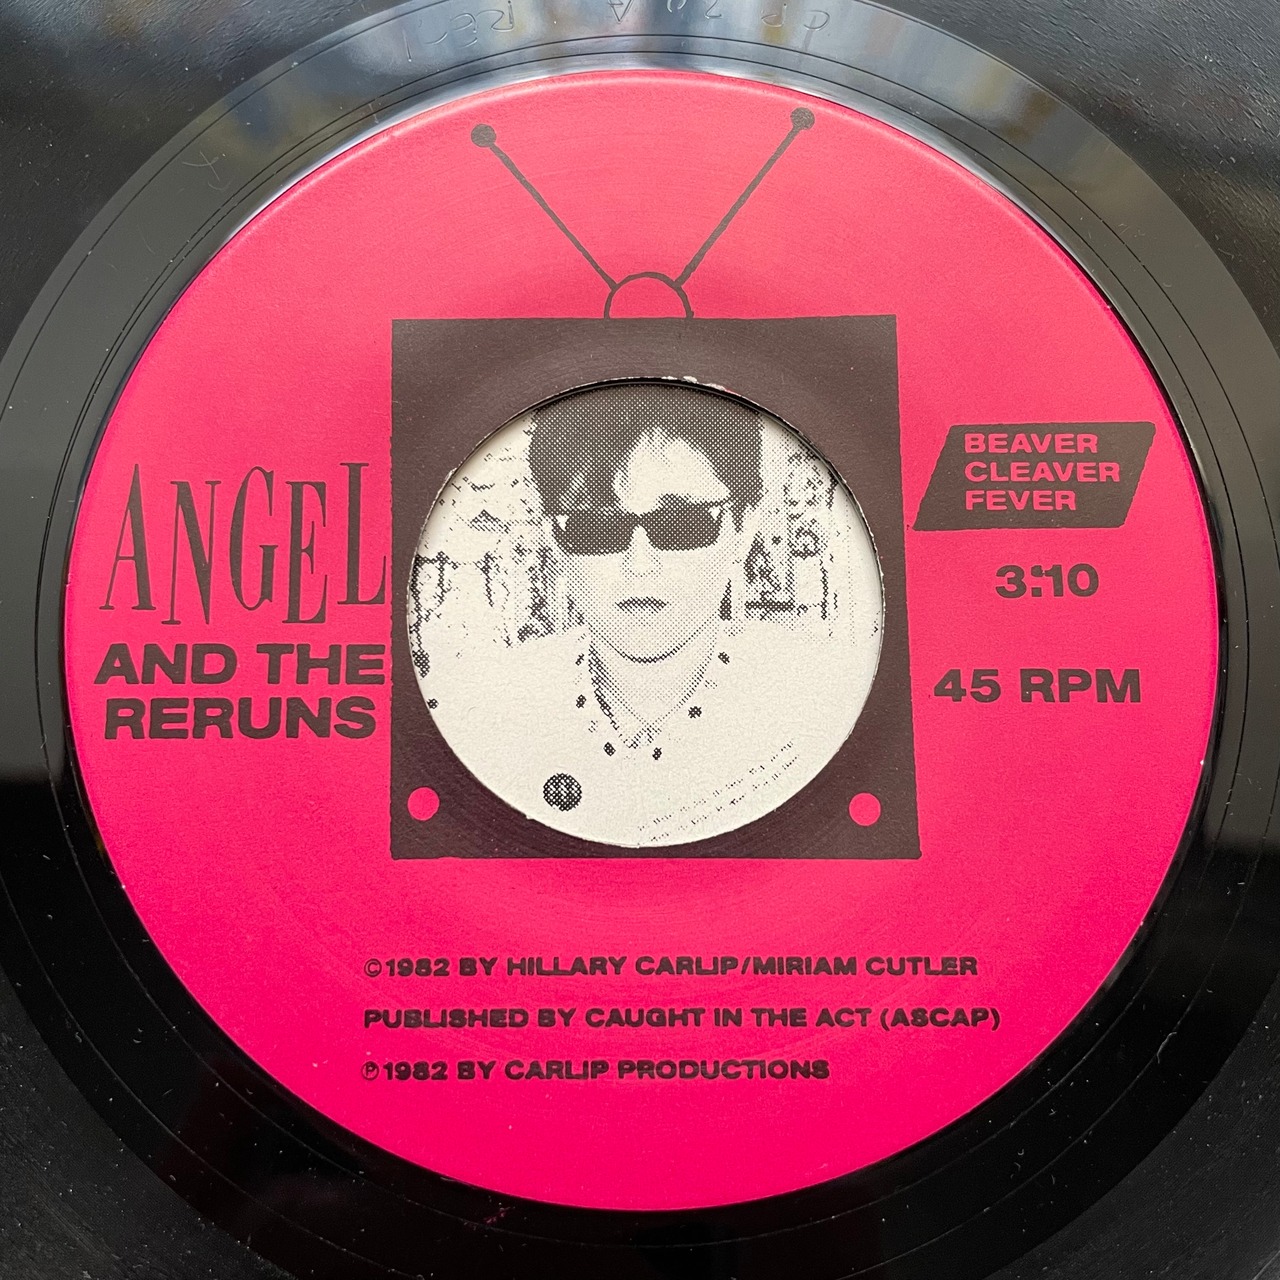 ANGEL
AND THE
RERUNS
BEAVER
CLEAVER
FEVER
3:10
45 RPM
©1982 BY HILLARY CARLIP/MIRIAM CUTLER
PUBLISHED BY CAUGHT IN THE ACT (ASCAP)
℗1982 BY CARLIP PRODUCTIONS